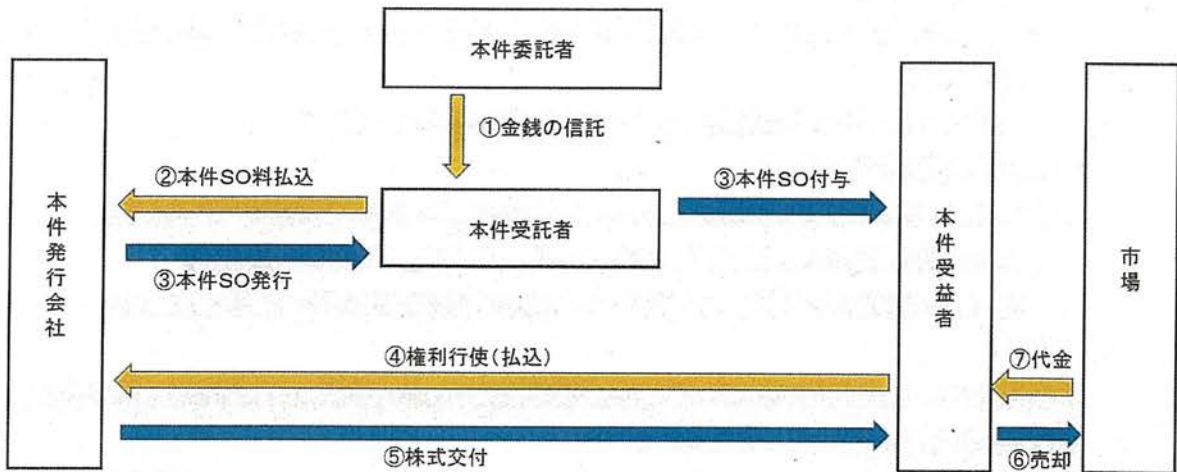 本件委託者
①金銭の信託
②本件SO料払込
③本件SO付与
本件受託者
③本件SO発行
本件発行会社
本件受益者
市場
④権利行使(払込)
⑦代金
⑤株式交付
⑥売却